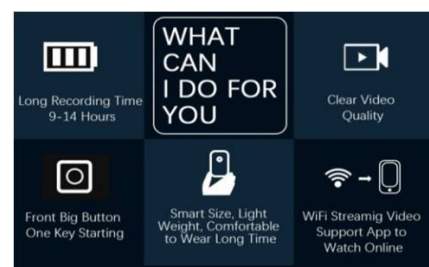 WHAT
CAN
I DO FOR
YOU
Long Recording Time
9-14 Hours
Clear Video
Quality
Front Big Button
One Key Starting
Smart Size, Light
Weight, Comfortable
to Wear Long Time
WiFi Streamig Video
Support App to
Watch Online